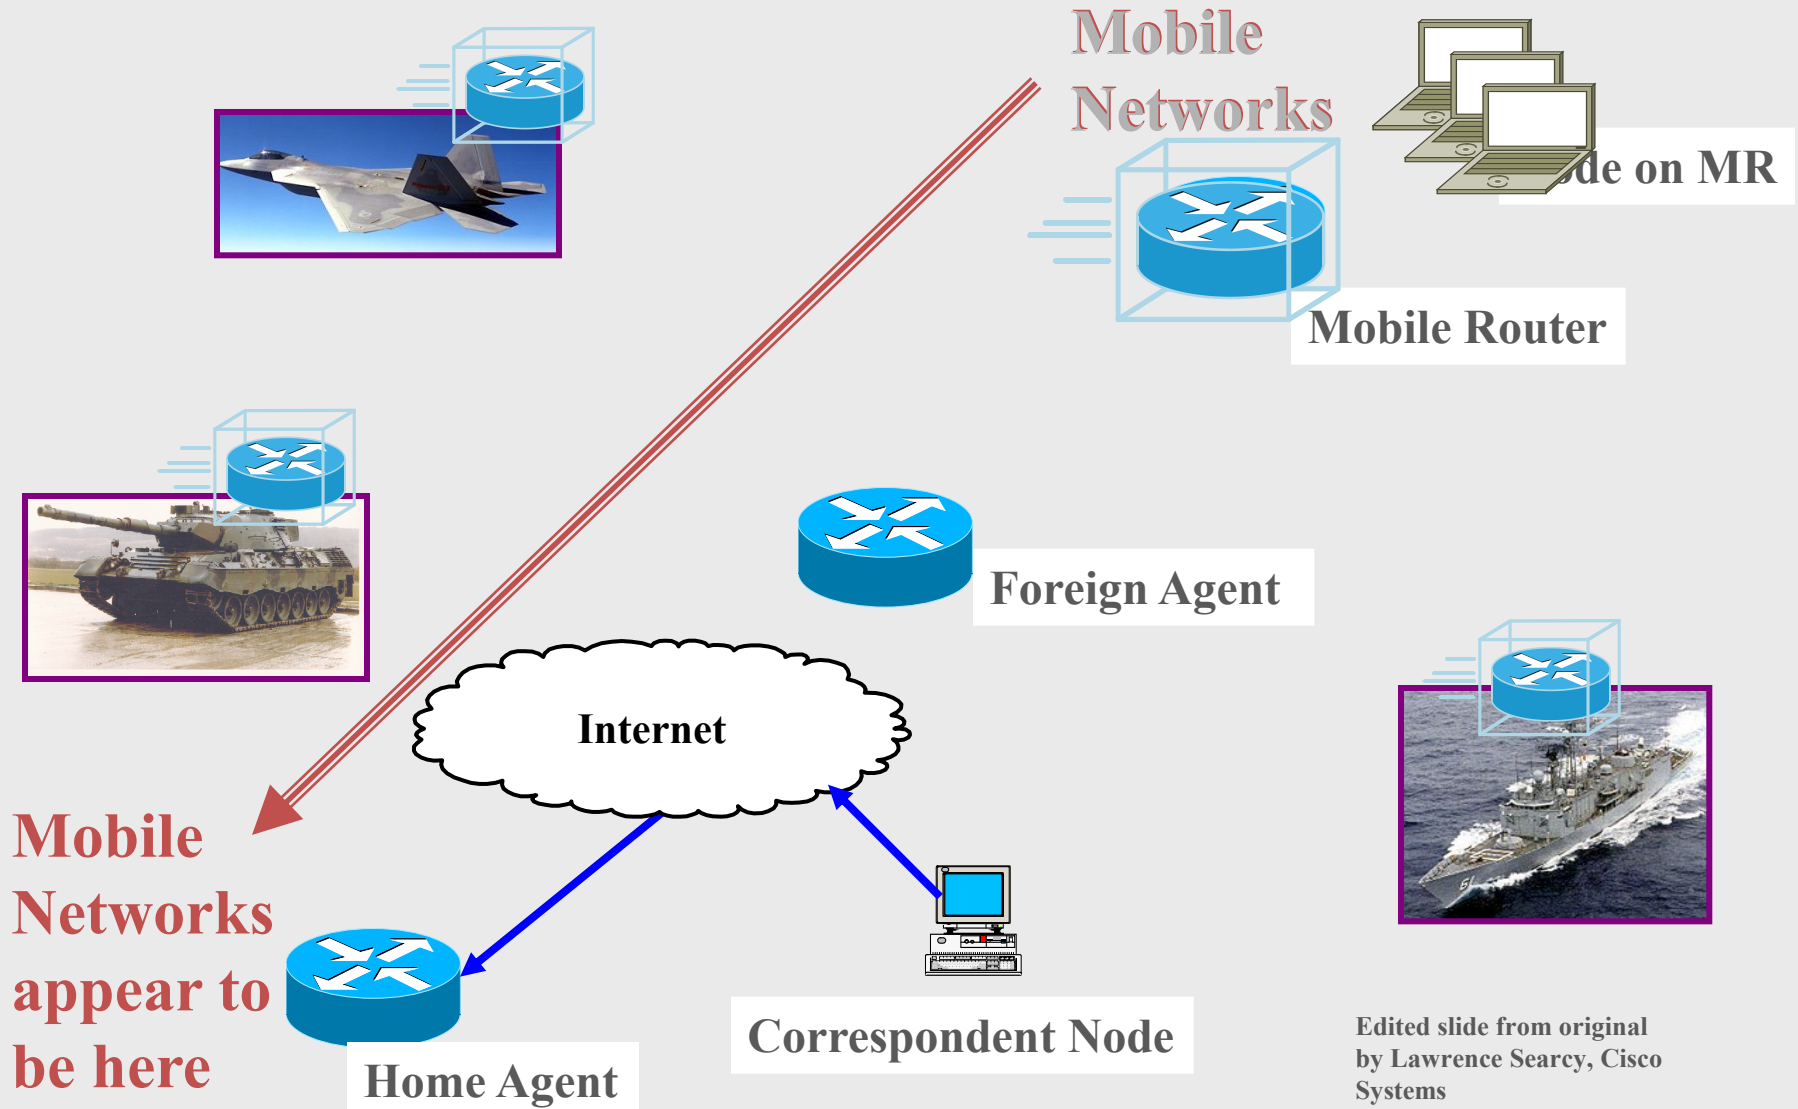 Mobile
Networks
de on MR
Mobile Router
Foreign Agent
Internet
Mobile
Networks
appear to
be here
Home Agent
Correspondent Node
Edited slide from original
by Lawrence Searcy, Cisco
Systems
61